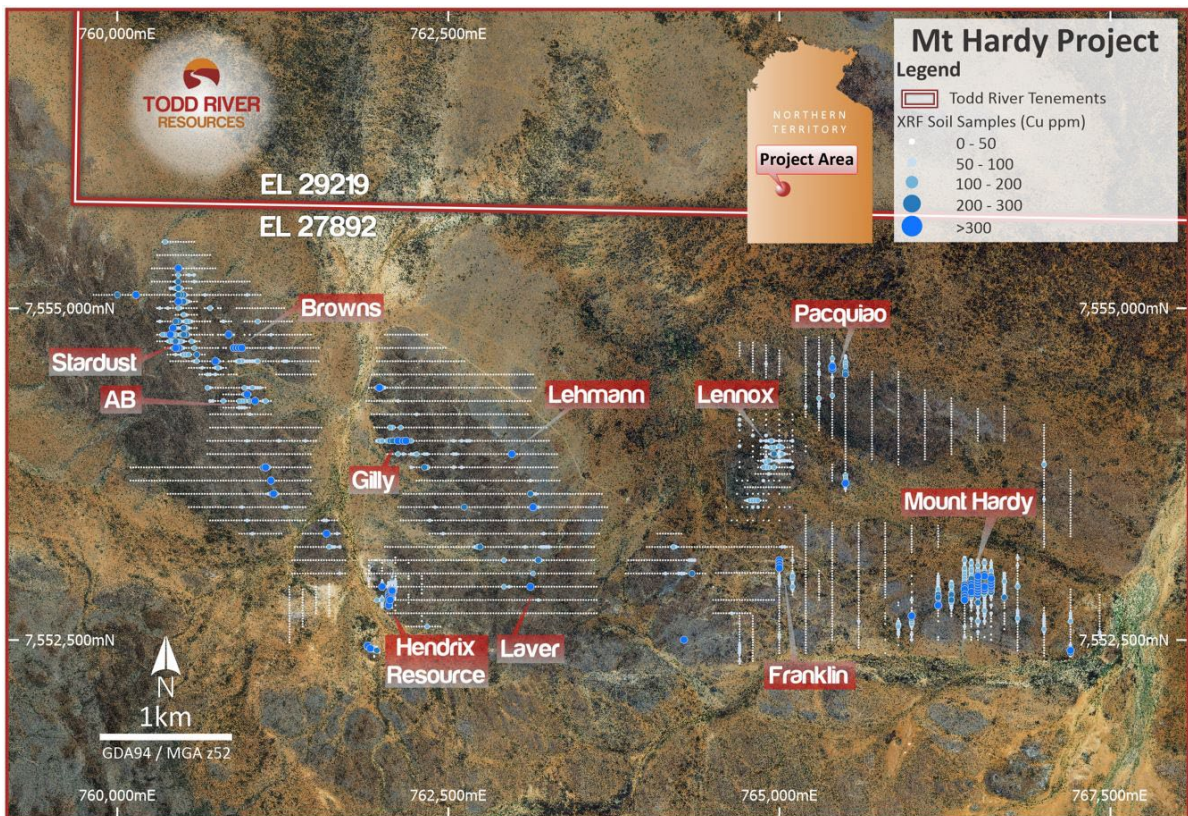 760,000mE
762,500mE
Mt Hardy Project
Legend
Todd River Tenements
XRF Soil Samples (Cu ppm)
0 - 50
50 - 100
100 - 200
200 - 300
>300
TODD RIVER
RESOURCES
NORTHERN
TERRITORY
Project Area
EL 29219
EL 27892
7,555,000mN
7,555,000mN
Browns
Pacquiao
Stardust
AB
Lehmann
Lennox
Gilly
Mount Hardy
7,552,500mN
7,552,500mN
Hendrix
Resource
Laver
Franklin
N
1km
GDA94 / MGA z52
760,000mE
762,500mE
765,000mE
767,500mE